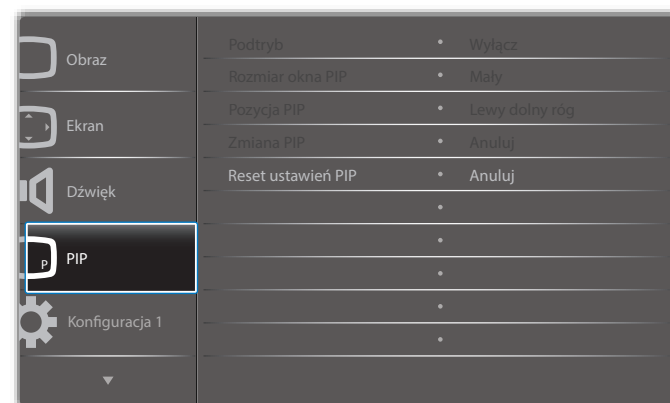 Obraz
Ekran
Dźwięk
P
PIP
Konfiguracja 1
Podtryb • Wyłącz
Rozmiar okna PIP • Mały
Pozycja PIP • Lewy dolny róg
Zmiana PIP • Anuluj
Reset ustawień PIP • Anuluj